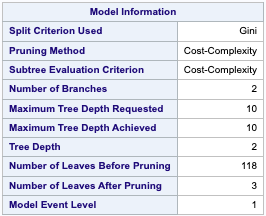 Model Information
Split Criterion Used Gini
Pruning Method Cost-Complexity
Subtree Evaluation Criterion Cost-Complexity
Number of Branches 2
Maximum Tree Depth Requested 10
Maximum Tree Depth Achieved 10
Tree Depth 2
Number of Leaves Before Pruning 118
Number of Leaves After Pruning 3
Model Event Level 1